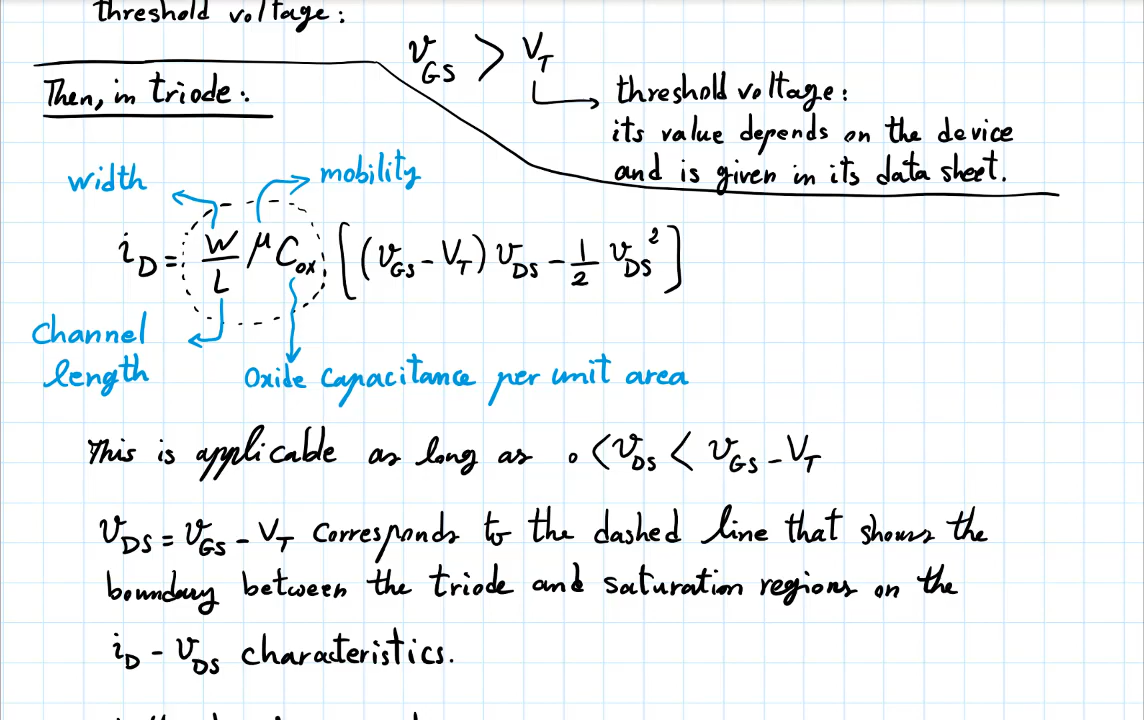 threshold voltage:
v_GS > V_T
Then, in triode:
threshold voltage:
its value depends on the device
and is given in its data sheet.
width
mobility
i_D = W/L μ C_ox [(v_GS - V_T) v_DS - 1/2 v_DS^2]
Channel
length
Oxide capacitance per unit area
This is applicable as long as 0 < v_DS < v_GS - V_T
v_DS = v_GS - V_T corresponds to the dashed line that shows the
boundary between the triode and saturation regions on the
i_D - v_DS characteristics.